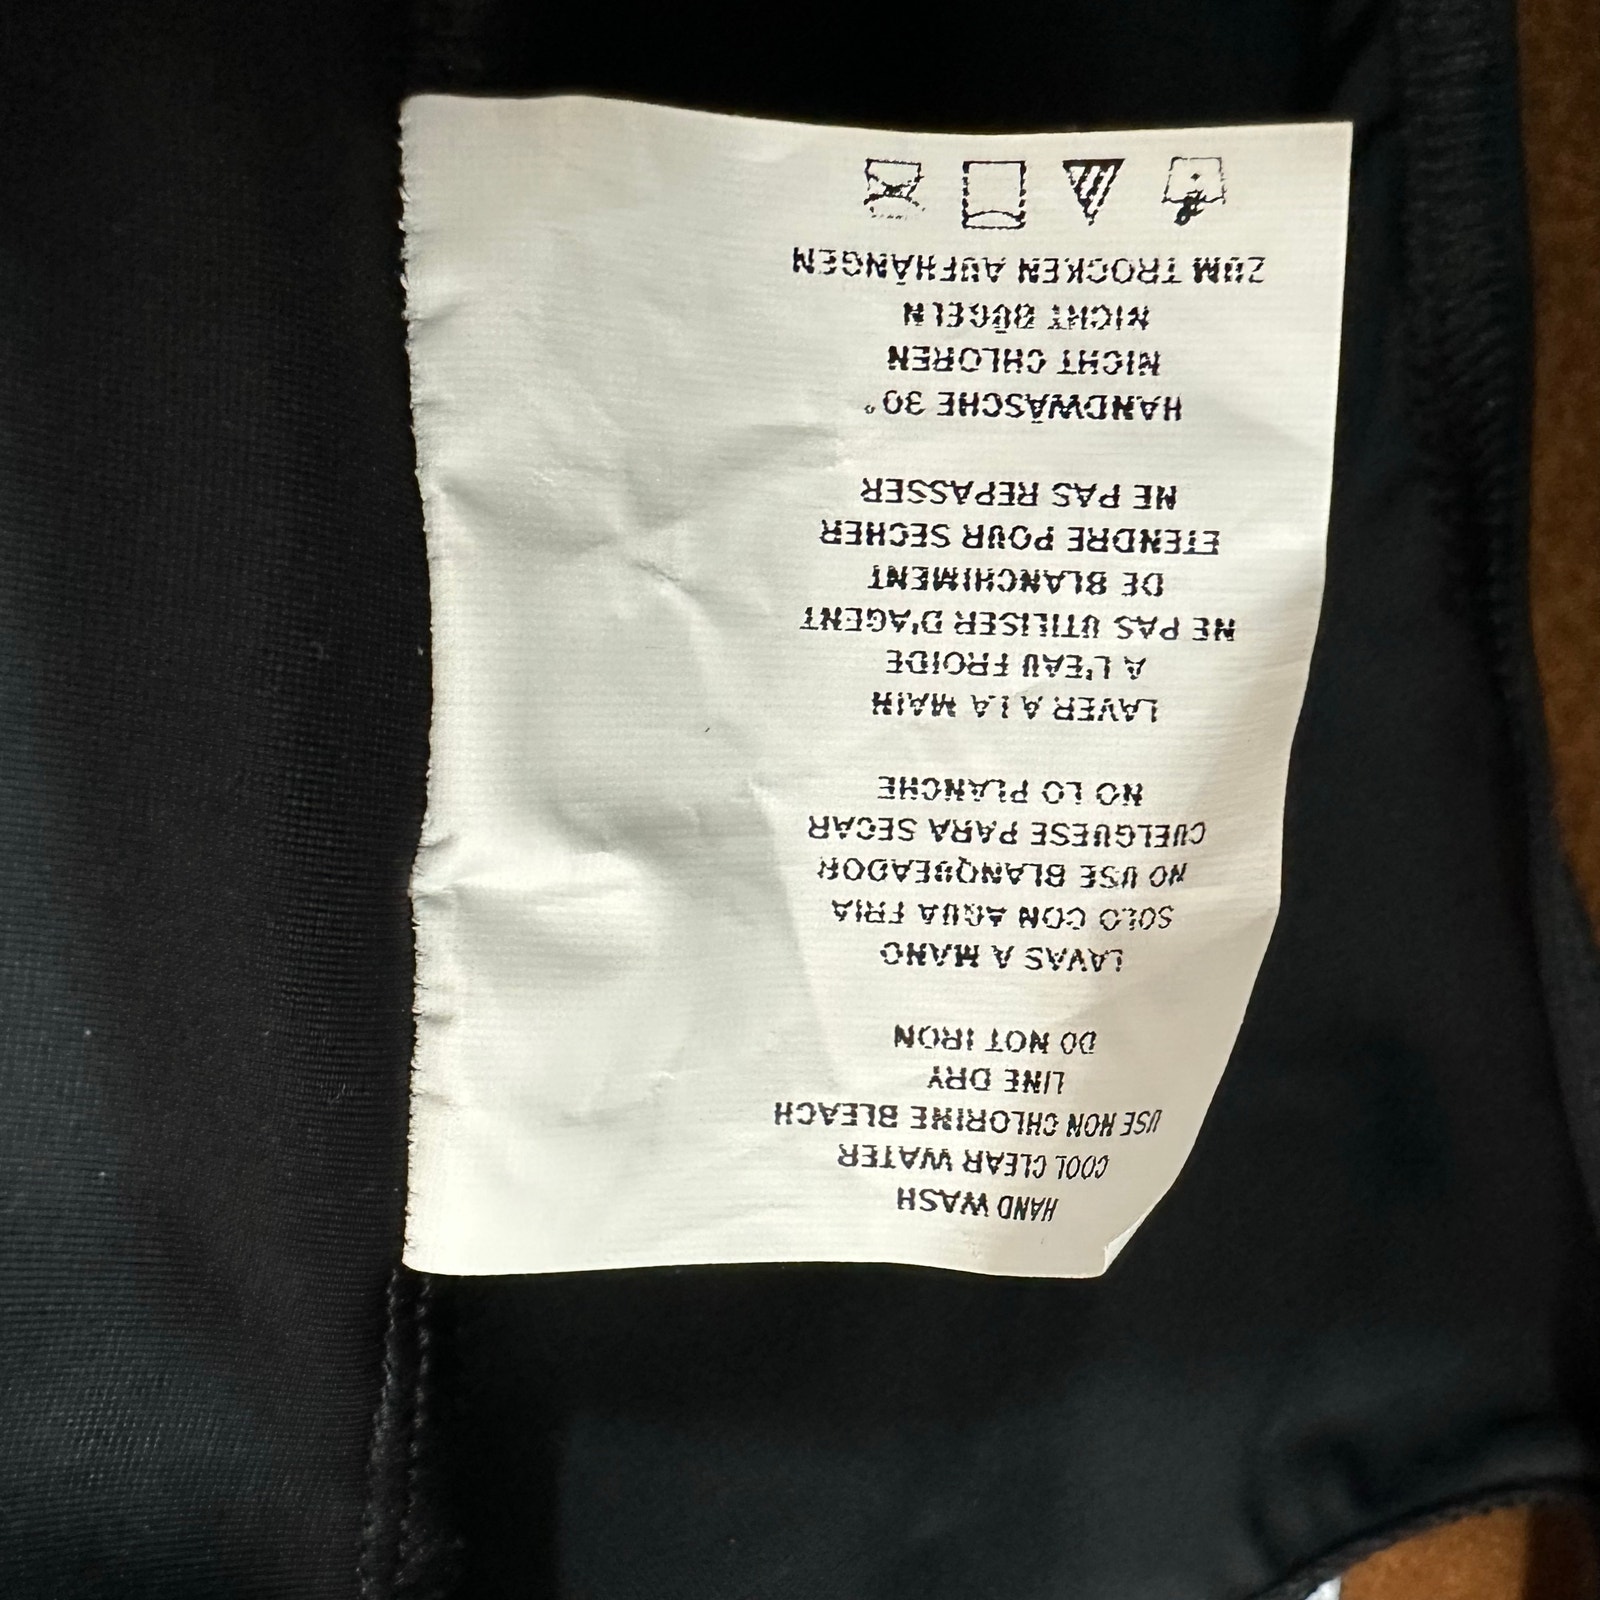 HAND WASH
COOL CLEAR WATER
USE NON CHLORINE BLEACH
LINE DRY
DO NOT IRON
LAVAS A MANO
SOLO CON AGUA FRIA
NO USE BLANQUEADOR
CUELGUESE PARA SECAR
NO LO PLANCHE
LAVER A LA MAIN
A L'EAU FROIDE
NE PAS UTILISER D'AGENT
DE BLANCHIMENT
ETENDRE POUR SECHER
NE PAS REPASSER
HANDWÄSCHE 30°
NICHT CHLOREN
NICHT BÜGELN
ZUM TROCKEN AUFHÄNGEN